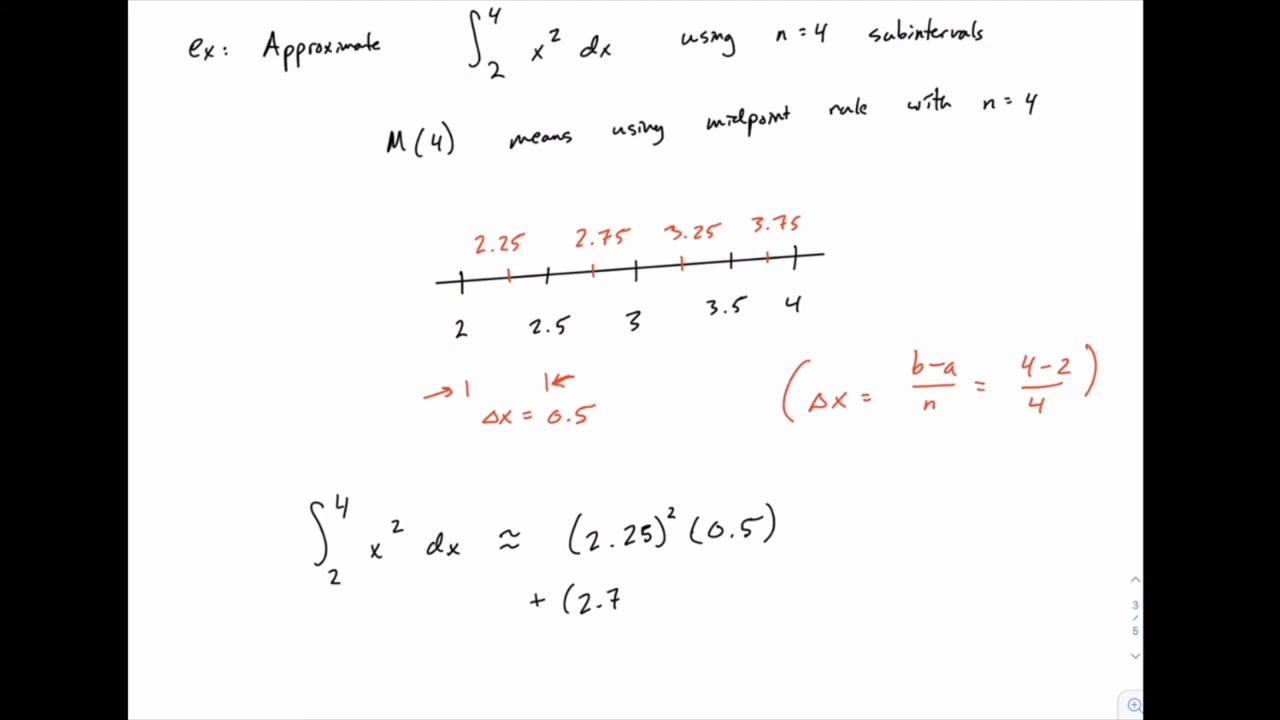 ex: Approximate ∫₂⁴ x² dx using n = 4 subintervals
M(4) means using midpoint rule with n = 4
2.25 2.75 3.25 3.75
2 2.5 3 3.5 4
→| |←
Δx = 0.5
(Δx = b-a/n = 4-2/4)
∫₂⁴ x² dx ≈ (2.25)² (0.5)
+ (2.7
3
/
5